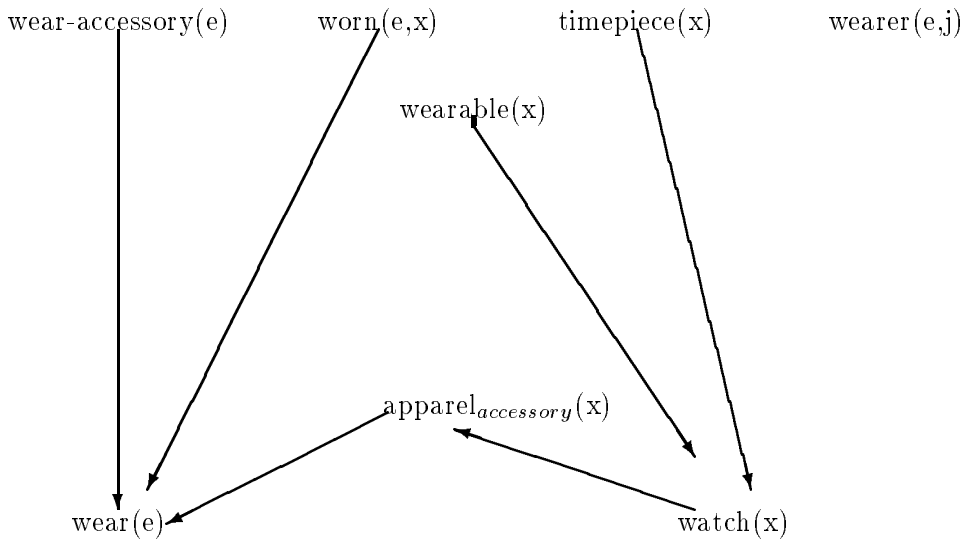 wear-accessory(e) worn(e,x) timepiece(x) wearer(e,j)
wearable(x)
apparel_accessory(x)
wear(e) watch(x)